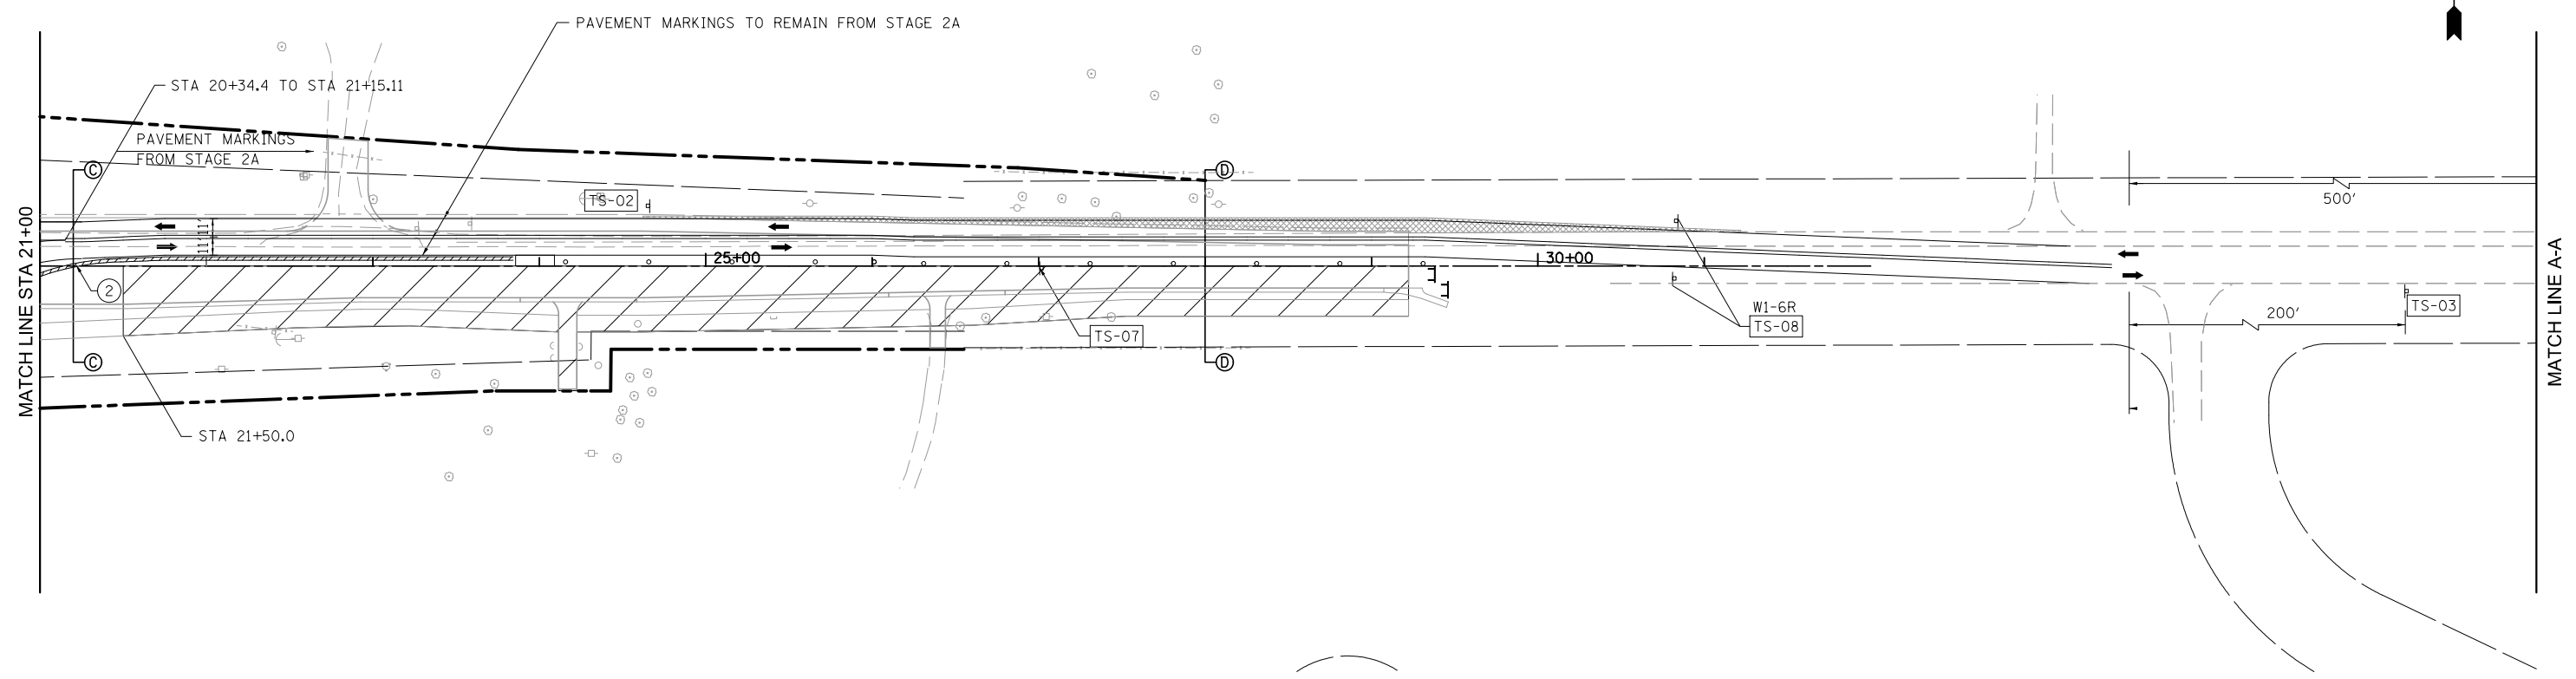 PAVEMENT MARKINGS TO REMAIN FROM STAGE 2A
STA 20+34.4 TO STA 21+15.11
PAVEMENT MARKINGS
FROM STAGE 2A
C
D
TS-02
500'
11'
11'
25+00
30+00
2
W1-6R
TS-08
TS-03
200'
TS-07
C
D
STA 21+50.0
MATCH LINE STA 21+00
MATCH LINE A-A